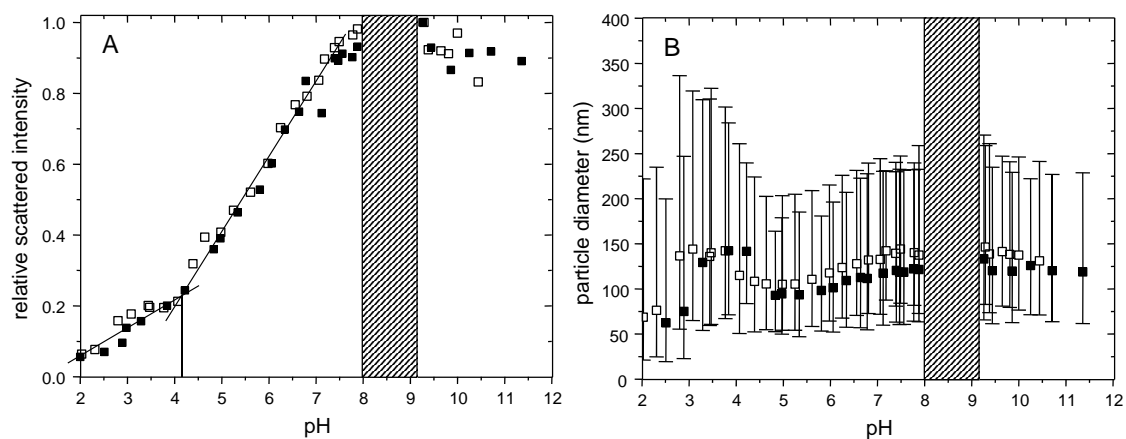 A
relative scattered intensity
1.0
0.8
0.6
0.4
0.2
0.0
2 3 4 5 6 7 8 9 10 11 12
pH
B
particle diameter (nm)
400
350
300
250
200
150
100
50
0
2 3 4 5 6 7 8 9 10 11 12
pH